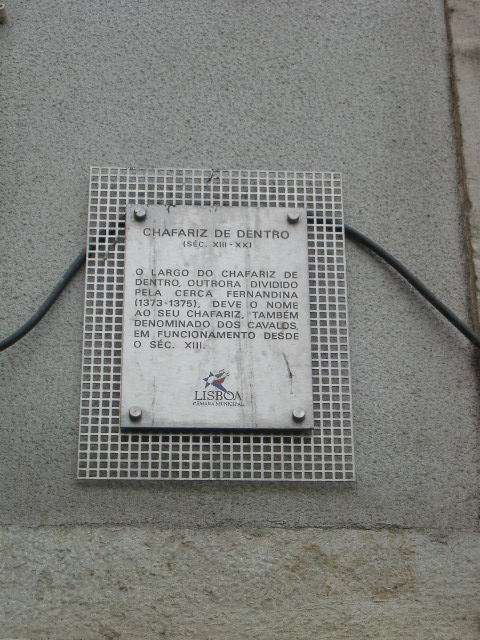 CHAFARIZ DE DENTRO
(SÉC. XIII - XX)
O LARGO DO CHAFARIZ DE
DENTRO, OUTRORA DIVIDIDO
PELA CERCA FERNANDINA
(1373-1375), DEVE O NOME
AO SEU CHAFARIZ, TAMBÉM
DENOMINADO DOS CAVALOS,
EM FUNCIONAMENTO DESDE
O SÉC. XIII.
LISBOA
CÂMARA MUNICIPAL